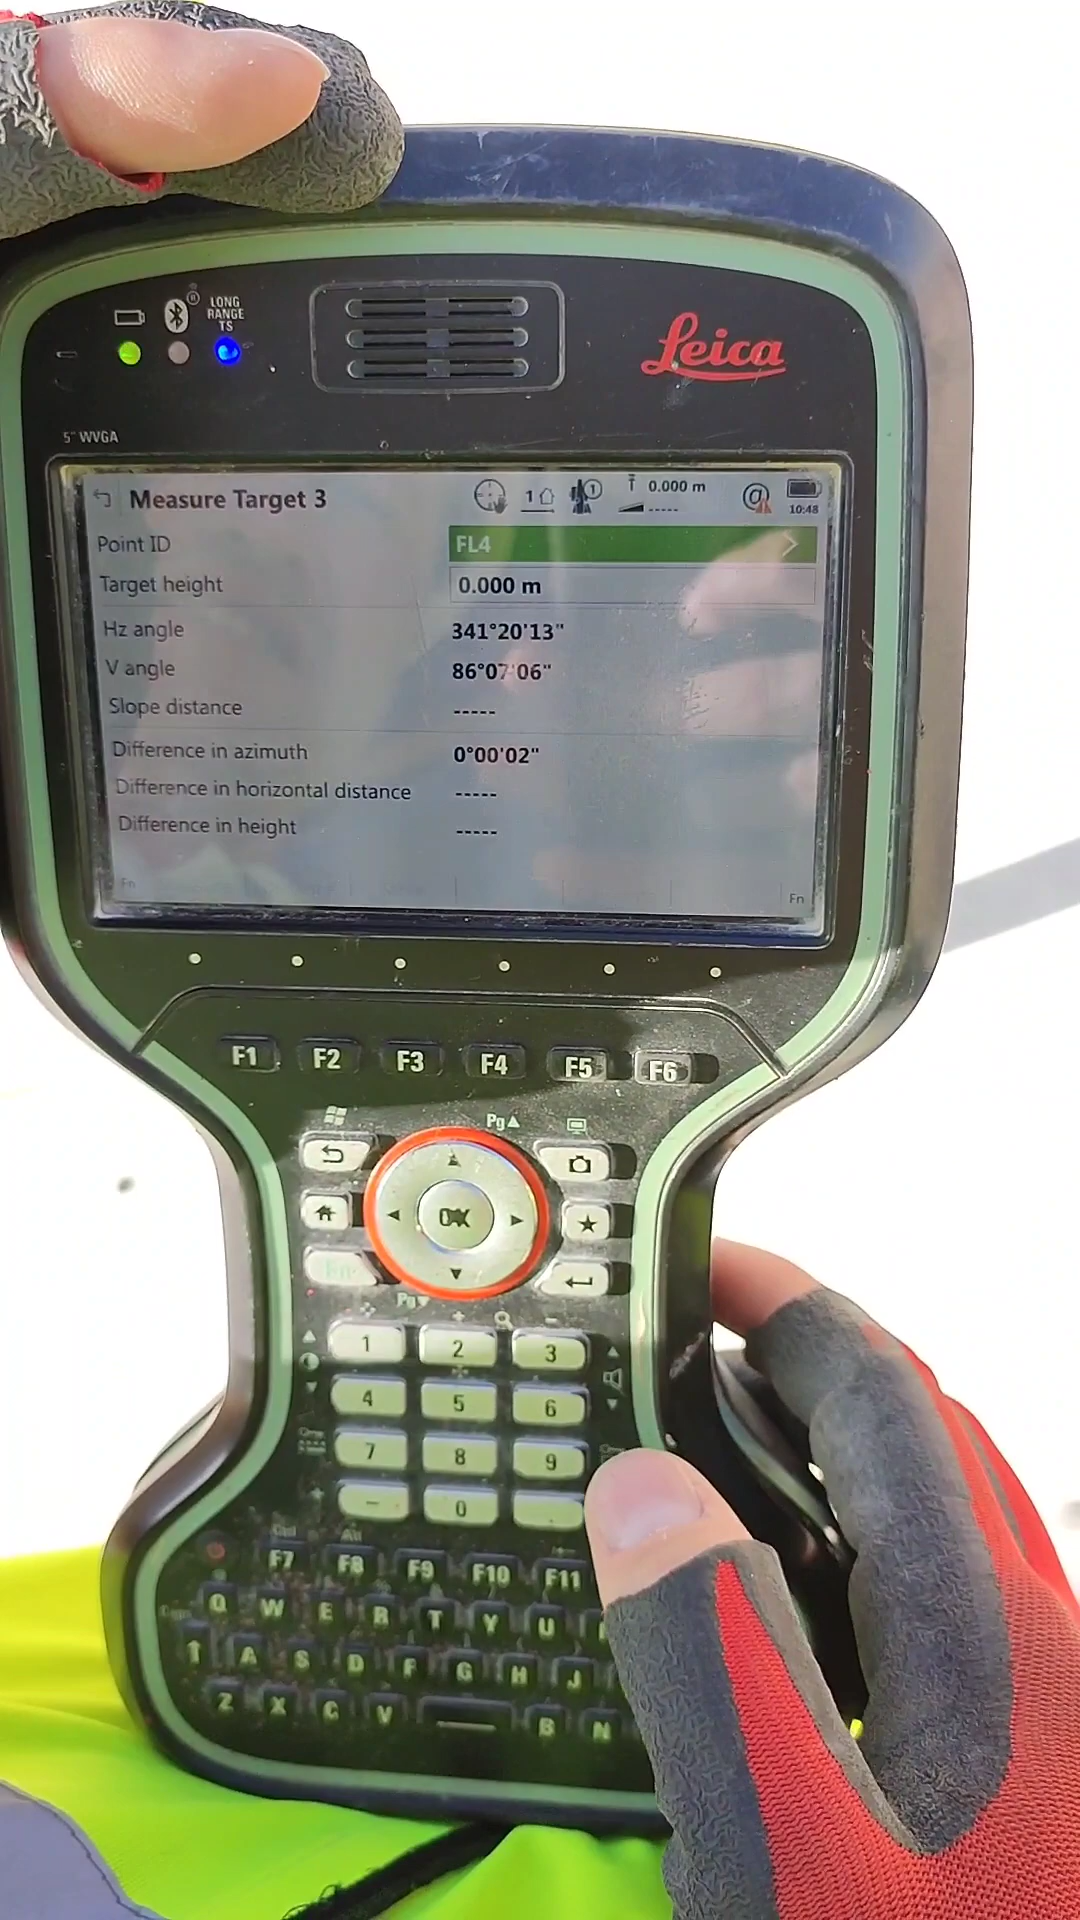 LONG
RANGE
TS
Leica
5" WVGA
Measure Target 3
1
1
0.000 m
-----
10:48
Point ID
FL4
Target height
0.000 m
Hz angle
341°20'13"
V angle
86°07'06"
Slope distance
-----
Difference in azimuth
0°00'02"
Difference in horizontal distance
-----
Difference in height
-----
Fn
Fn
F1 F2 F3 F4 F5 F6
Pg▲
OK
Fn
Pg▼
1 2 3
4 5 6
7 8 9
- 0
F7 F8 F9 F10 F11
Q W E R T Y U
A S D F G H J
Z X C V B N